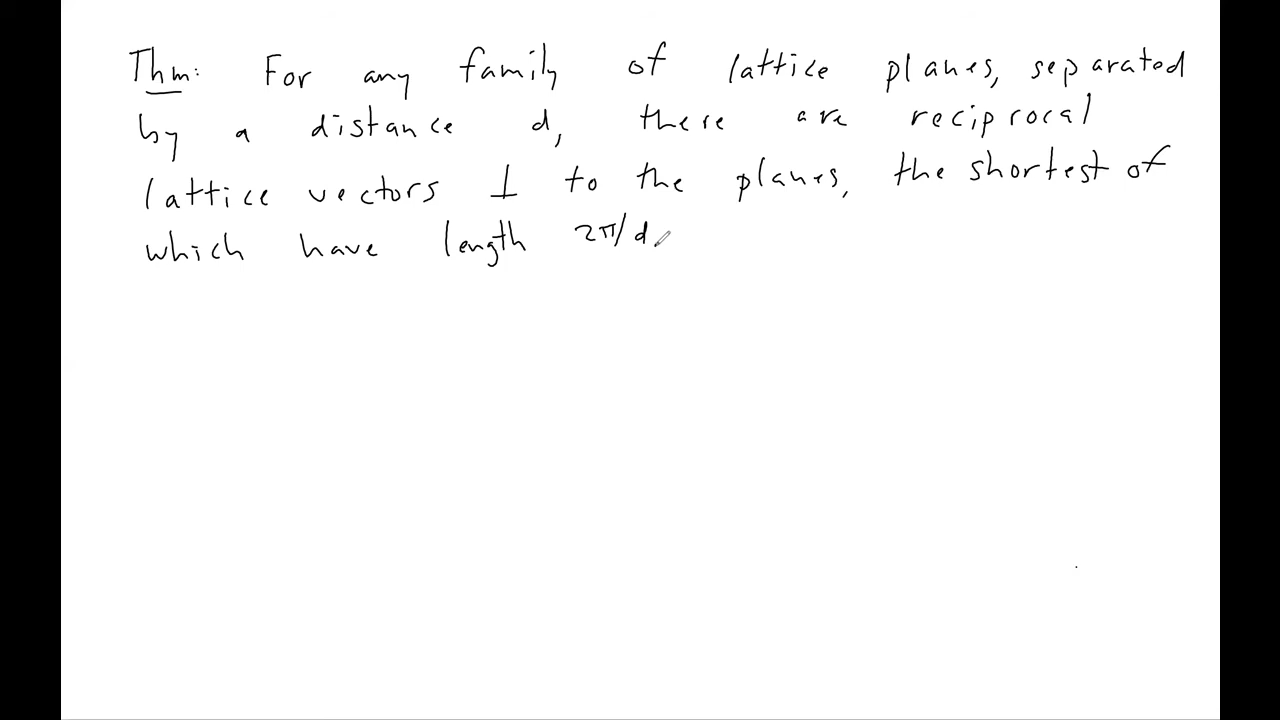 Thm: For any family of lattice planes, separated
by a distance d, there are reciprocal
lattice vectors ⊥ to the planes, the shortest of
which have length 2π/d.